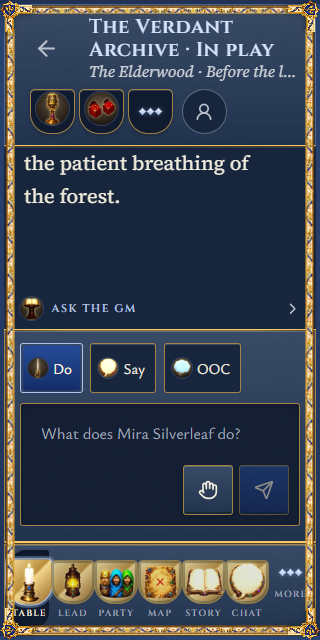 The Verdant
Archive · In play
The Elderwood · Before the l...
the patient breathing of
the forest.
ASK THE GM
Do
Say
OOC
What does Mira Silverleaf do?
TABLE
LEAD
PARTY
MAP
STORY
CHAT
MORE